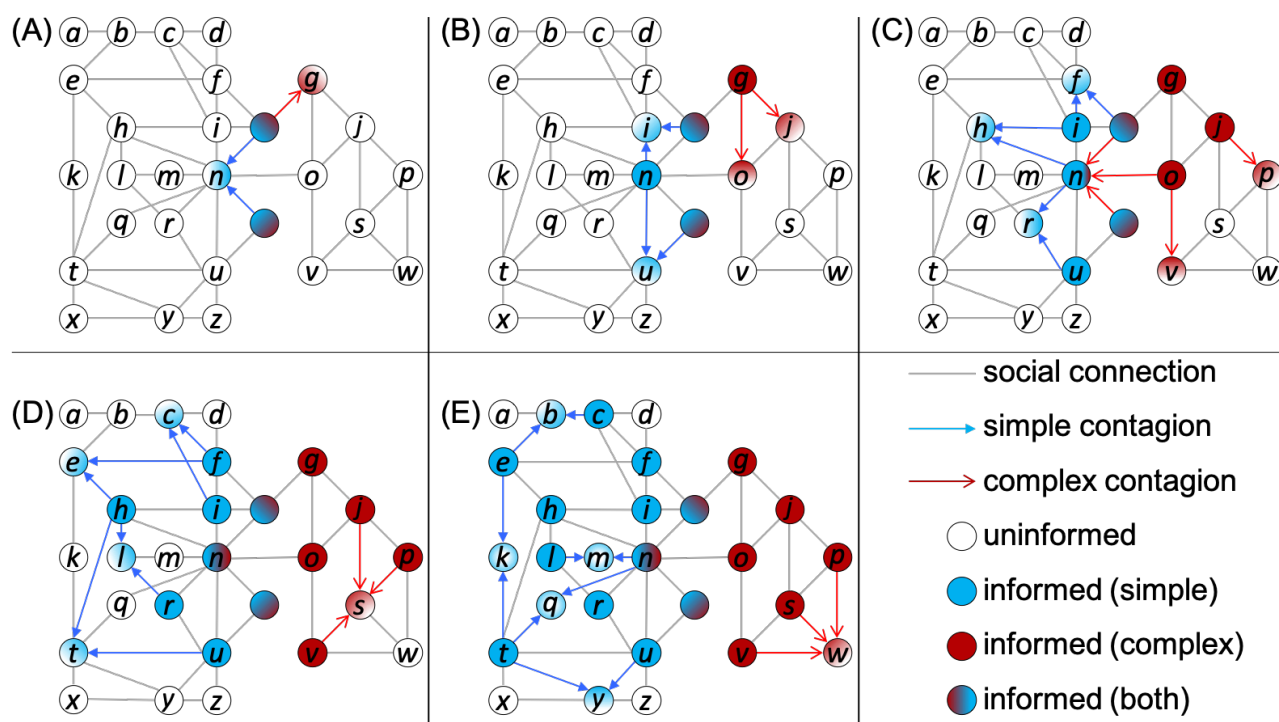 (A) a b c d
e f g
h i j
k l m n o p
q r s
t u v w
x y z
(B) a b c d
e f g
h i j
k l m n o p
q r s
t u v w
x y z
(C) a b c d
e f g
h i j
k l m n o p
q r s
t u v w
x y z
(D) a b c d
e f g
h i j
k l m n o p
q r s
t u v w
x y z
(E) a b c d
e f g
h i j
k l m n o p
q r s
t u v w
x y z
social connection
simple contagion
complex contagion
uninformed
informed (simple)
informed (complex)
informed (both)